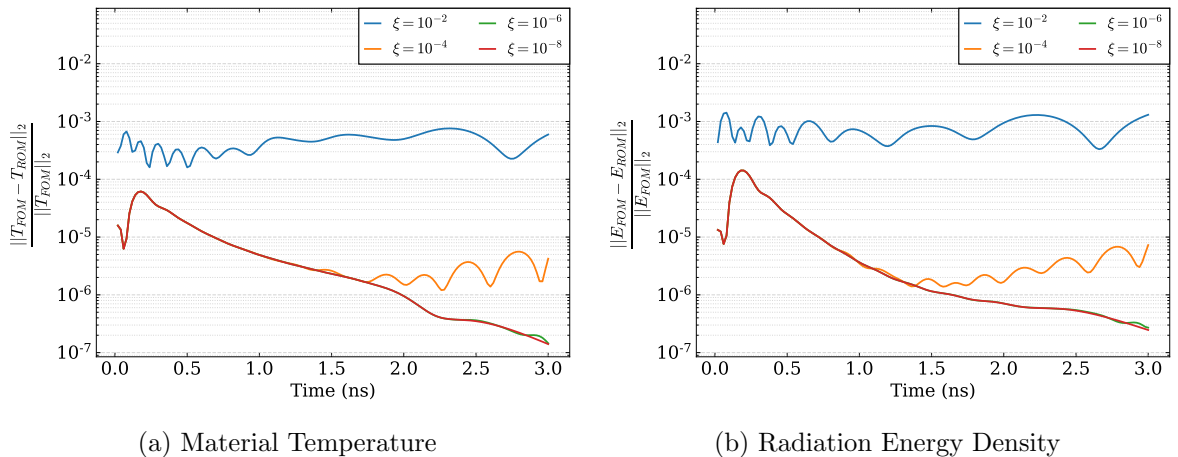 ξ = 10⁻² ξ = 10⁻⁶
ξ = 10⁻⁴ ξ = 10⁻⁸
10⁻²
10⁻³
10⁻⁴
10⁻⁵
10⁻⁶
10⁻⁷
||T_FOM − T_ROM||₂
||T_FOM||₂
0.0 0.5 1.0 1.5 2.0 2.5 3.0
Time (ns)
(a) Material Temperature
ξ = 10⁻² ξ = 10⁻⁶
ξ = 10⁻⁴ ξ = 10⁻⁸
10⁻²
10⁻³
10⁻⁴
10⁻⁵
10⁻⁶
10⁻⁷
||E_FOM − E_ROM||₂
||E_FOM||₂
0.0 0.5 1.0 1.5 2.0 2.5 3.0
Time (ns)
(b) Radiation Energy Density